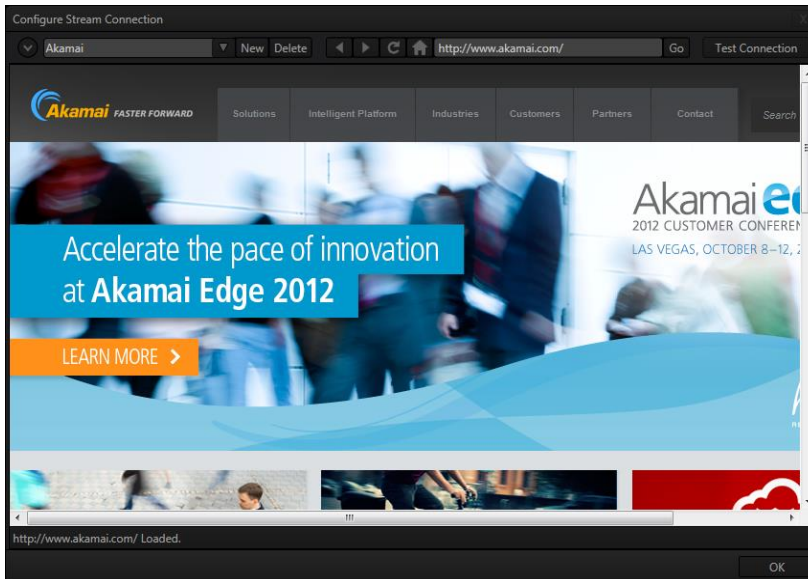 Configure Stream Connection
Akamai New Delete http://www.akamai.com/ Go Test Connection
Akamai FASTER FORWARD Solutions Intelligent Platform Industries Customers Partners Contact Search
Akamai
2012 CUSTOMER
LAS VEGAS, OCTOBER 8–12,
Accelerate the pace of innovation
at Akamai Edge 2012
LEARN MORE >
http://www.akamai.com/ Loaded.
OK